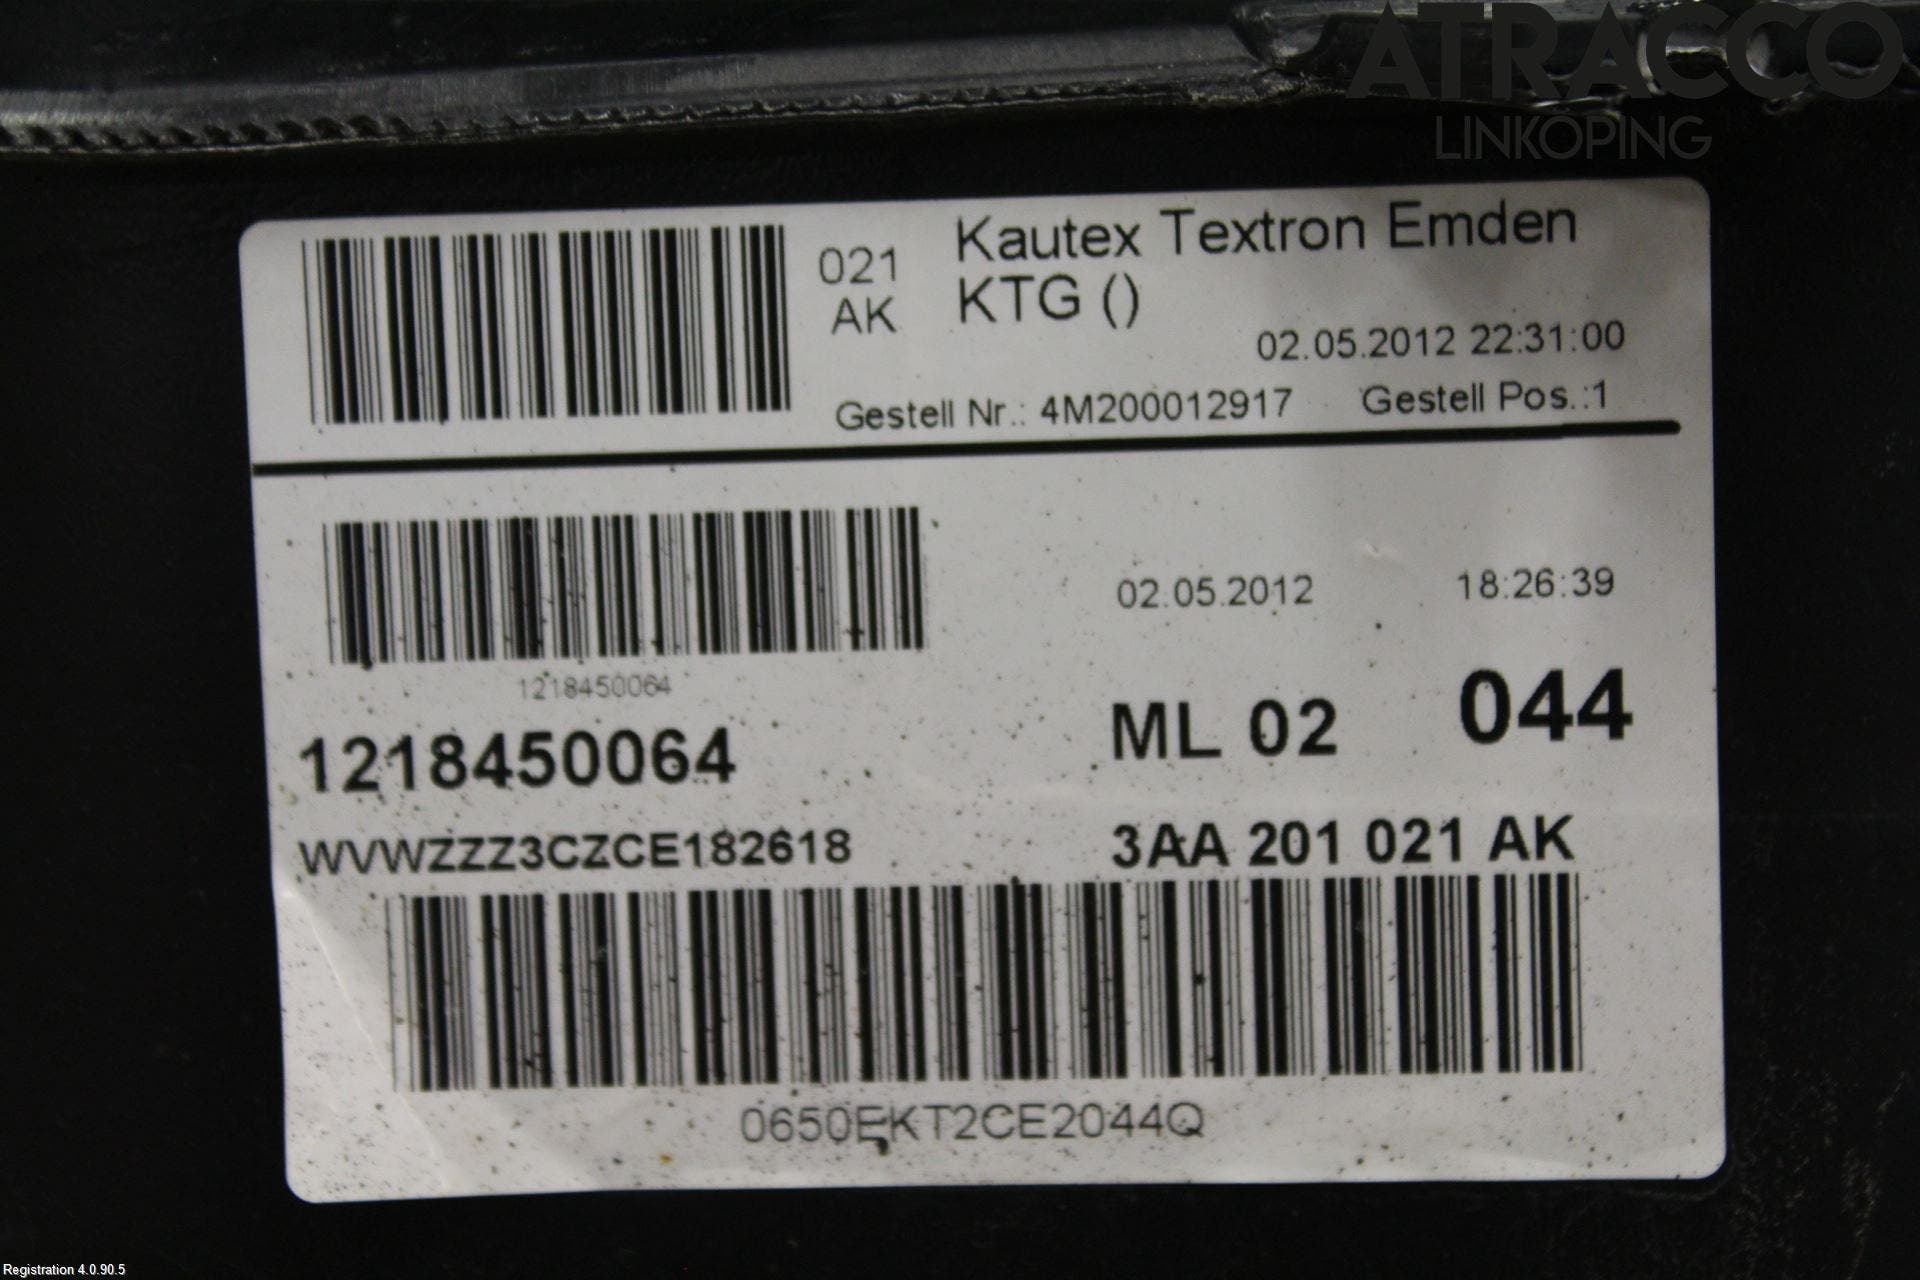 ATRACCO
LINKÖPING
021
AK
Kautex Textron Emden
KTG ()
02.05.2012 22:31:00
Gestell Nr.: 4M200012917 Gestell Pos.:1
02.05.2012 18:26:39
1218450064
1218450064
ML 02 044
WVWZZZ3CZCE182618 3AA 201 021 AK
0650EKT2CE2044Q
Registration 4.0.90.5